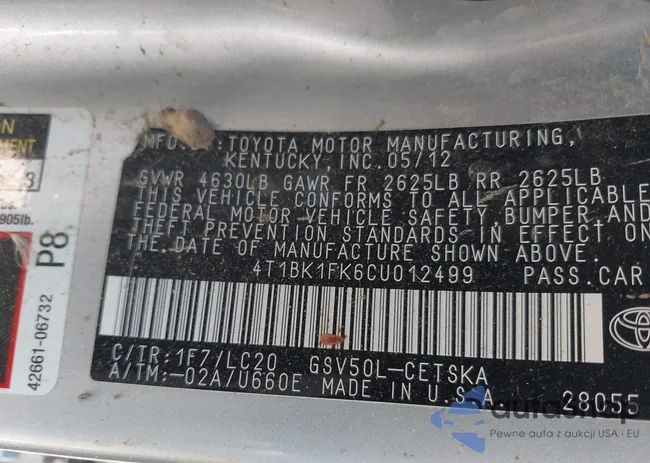 MFD :TOYOTA MOTOR MANUFACTURING,
KENTUCKY, INC. 05/12
GVWR 4630LB GAWR FR 2625LB RR 2625LB
THIS VEHICLE CONFORMS TO ALL APPLICABLE
FEDERAL MOTOR VEHICLE SAFETY, BUMPER AND
THEFT PREVENTION STANDARDS IN EFFECT ON
THE DATE OF MANUFACTURE SHOWN ABOVE.
4T1BK1FK6CU012499 PASS.CAR
C/TR:1F7/LC20 GSV50L-CETSKA
A/TM:-02A/U660E MADE IN U.S.A. 28055
905lb.
P8
42661-06732
Pewne auta z aukcji USA i EU